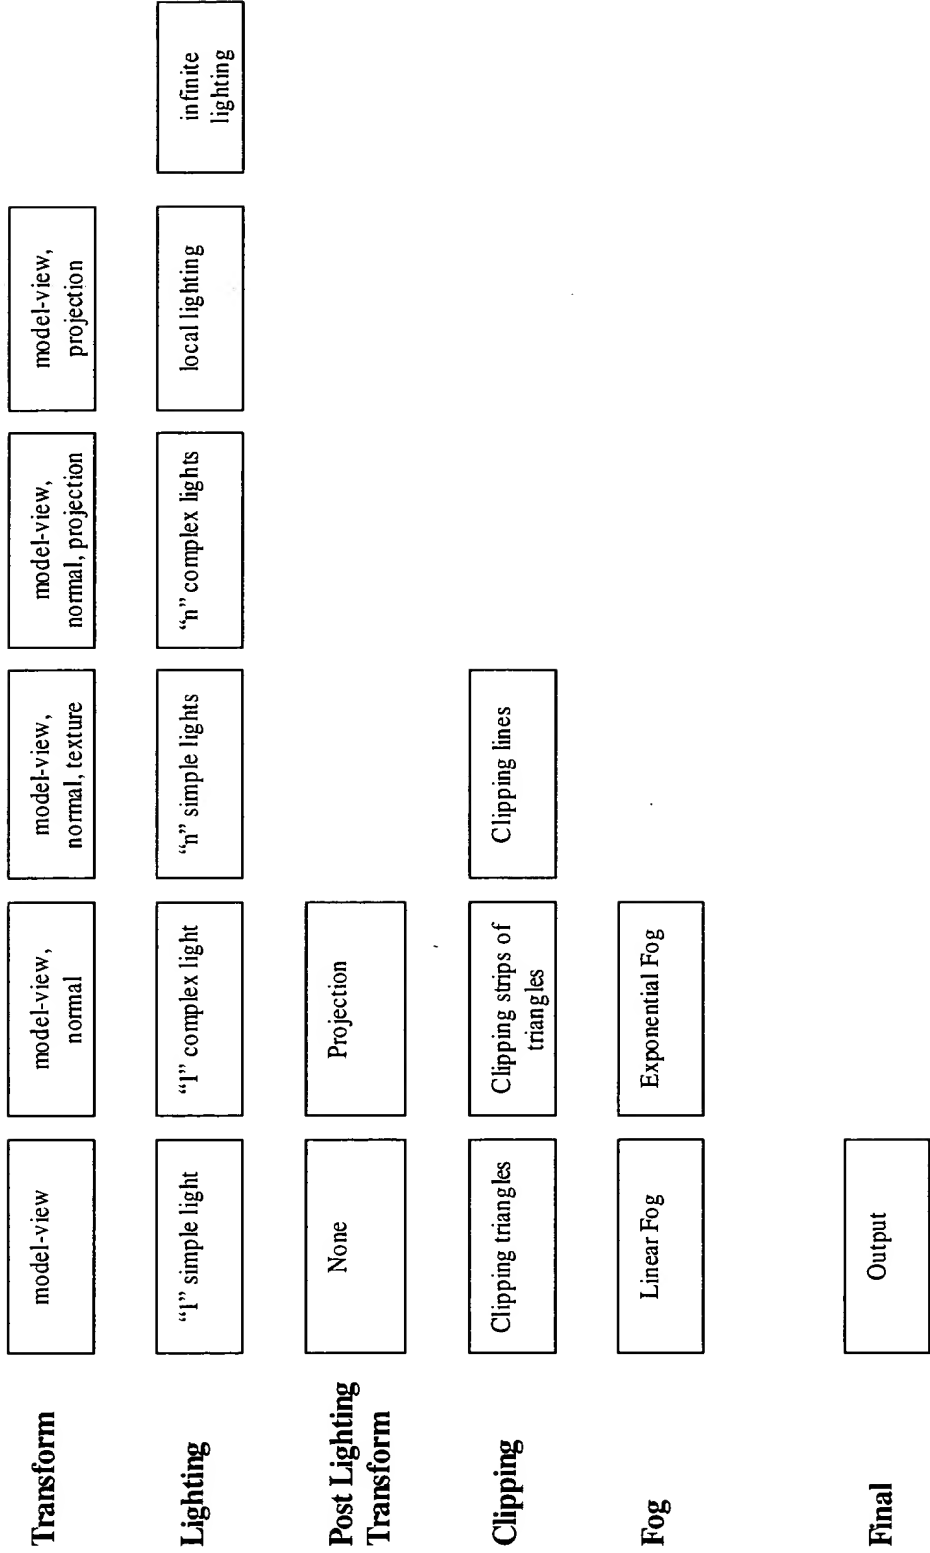 Transform
model-view
model-view,
normal
model-view,
normal, texture
model-view,
normal, projection
model-view,
projection
Lighting
“1” simple light
“1” complex light
“n” simple lights
“n” complex lights
local lighting
infinite
lighting
Post Lighting
Transform
None
Projection
Clipping
Clipping triangles
Clipping strips of
triangles
Clipping lines
Fog
Linear Fog
Exponential Fog
Final
Output